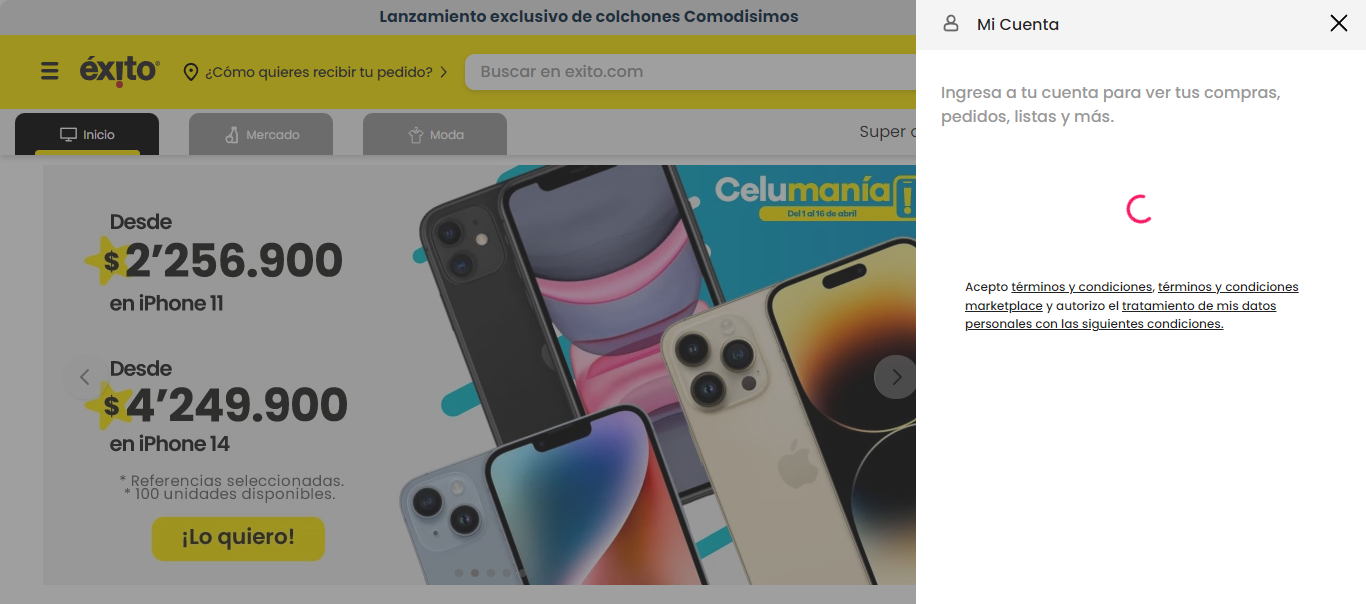 Lanzamiento exclusivo de colchones Comodisimos
éxito
¿Cómo quieres recibir tu pedido?
Buscar en exito.com
Inicio
Mercado
Moda
Super
Desde
$ 2’256.900
en iPhone 11
Desde
$ 4’249.900
en iPhone 14
* Referencias seleccionadas.
* 100 unidades disponibles.
¡Lo quiero!
Celumanía
Del 1 al 16 de abril
Mi Cuenta
Ingresa a tu cuenta para ver tus compras,
pedidos, listas y más.
Acepto términos y condiciones, términos y condiciones
marketplace y autorizo el tratamiento de mis datos
personales con las siguientes condiciones.